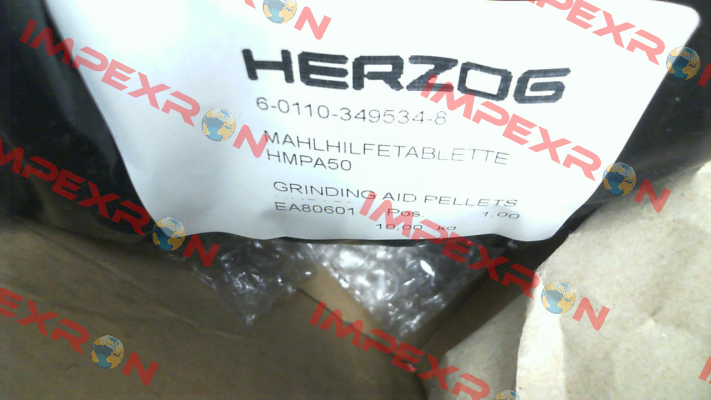 HERZOG
6-0110-349534-8
MAHLHILFETABLETTE
HMPA50
GRINDING AID PELLETS
EA80601 Pos. 1.00
10.00 kg
IMPEXRON
IMPEXRON
IMPEXRON
IMPEXRON
IMPEXRON
IMPEXRON